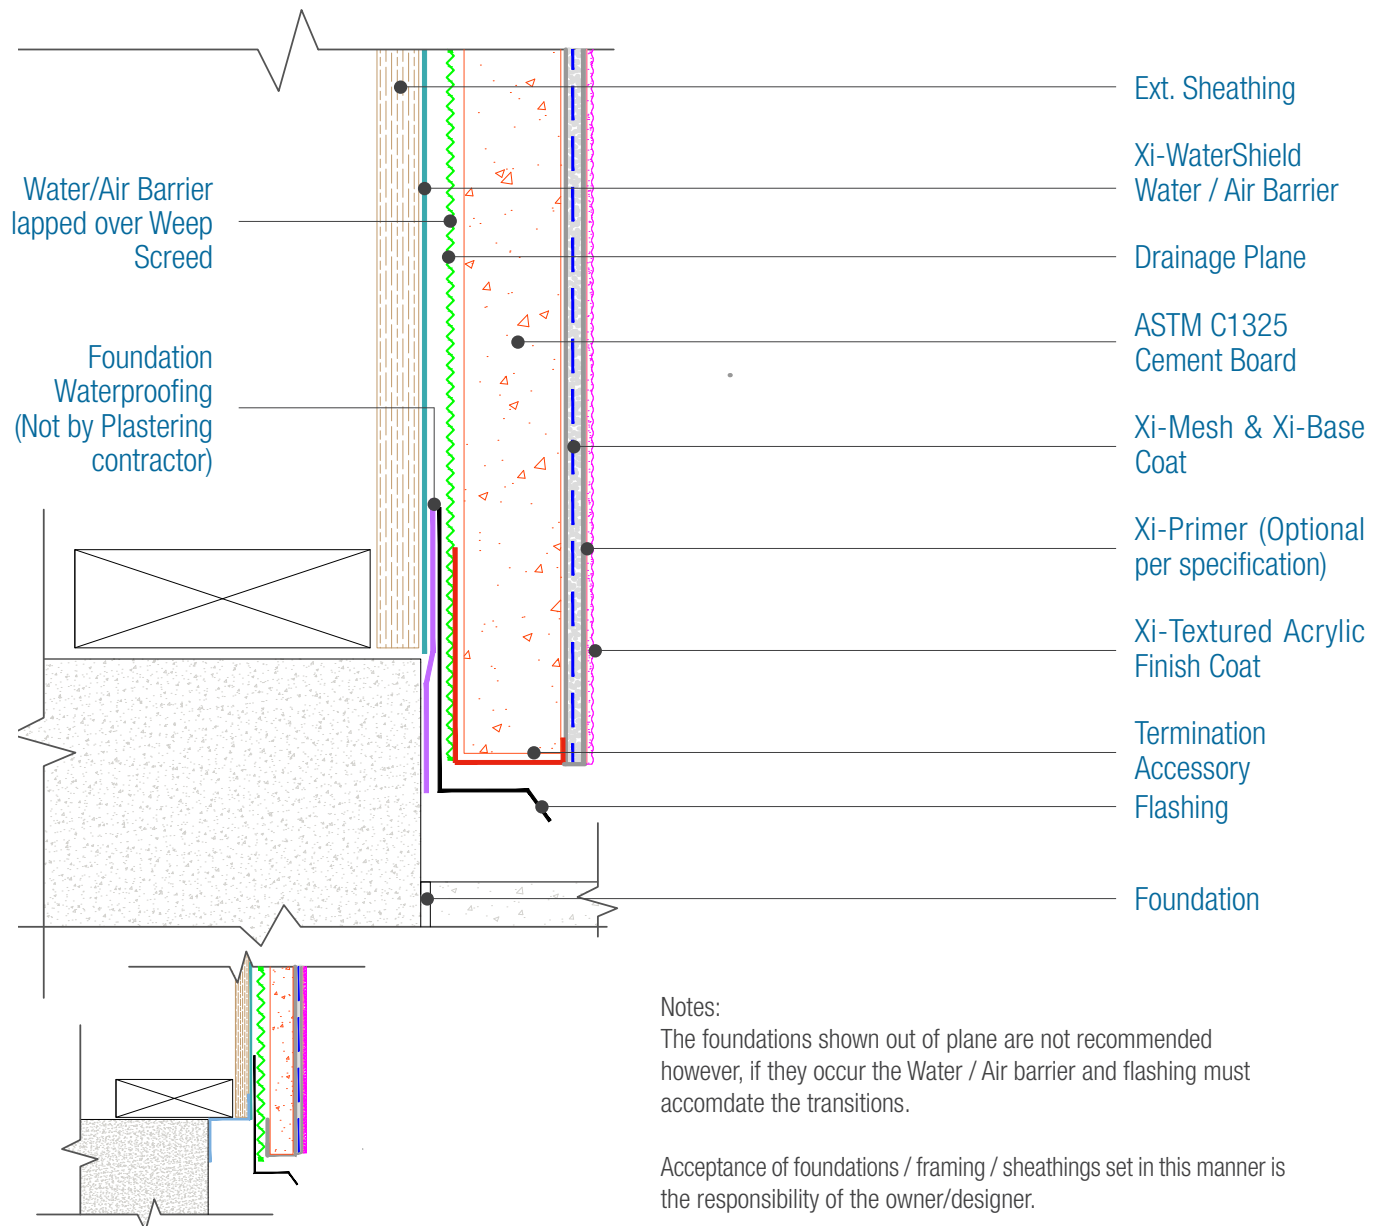 Water/Air Barrier
lapped over Weep
Screed
Foundation
Waterproofing
(Not by Plastering
contractor)
Ext. Sheathing
Xi-WaterShield
Water / Air Barrier
Drainage Plane
ASTM C1325
Cement Board
Xi-Mesh & Xi-Base
Coat
Xi-Primer (Optional
per specification)
Xi-Textured Acrylic
Finish Coat
Termination
Accessory
Flashing
Foundation
Notes:
The foundations shown out of plane are not recommended
however, if they occur the Water / Air barrier and flashing must
accomdate the transitions.
Acceptance of foundations / framing / sheathings set in this manner is
the responsibility of the owner/designer.